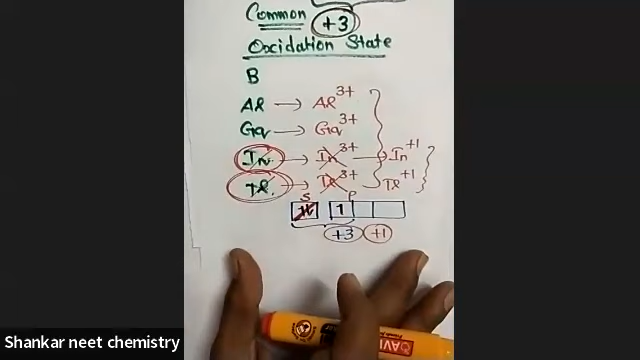 Common +3
Oxidation State
B
Al → Al³⁺
Ga → Ga³⁺
In → In³⁺ → In⁺¹
Tl → Tl³⁺ Tl⁺¹
S P
1
+3 +1
Shankar neet chemistry